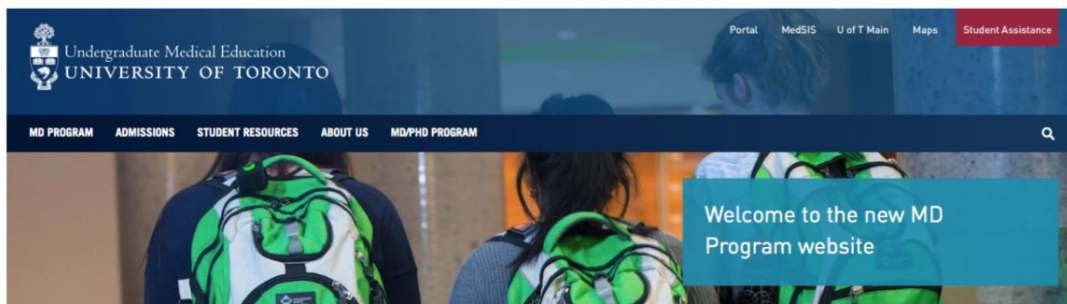 Portal MedSIS U of T Main Maps Student Assistance
Undergraduate Medical Education
UNIVERSITY OF TORONTO
MD PROGRAM ADMISSIONS STUDENT RESOURCES ABOUT US MD/PHD PROGRAM
Welcome to the new MD
Program website